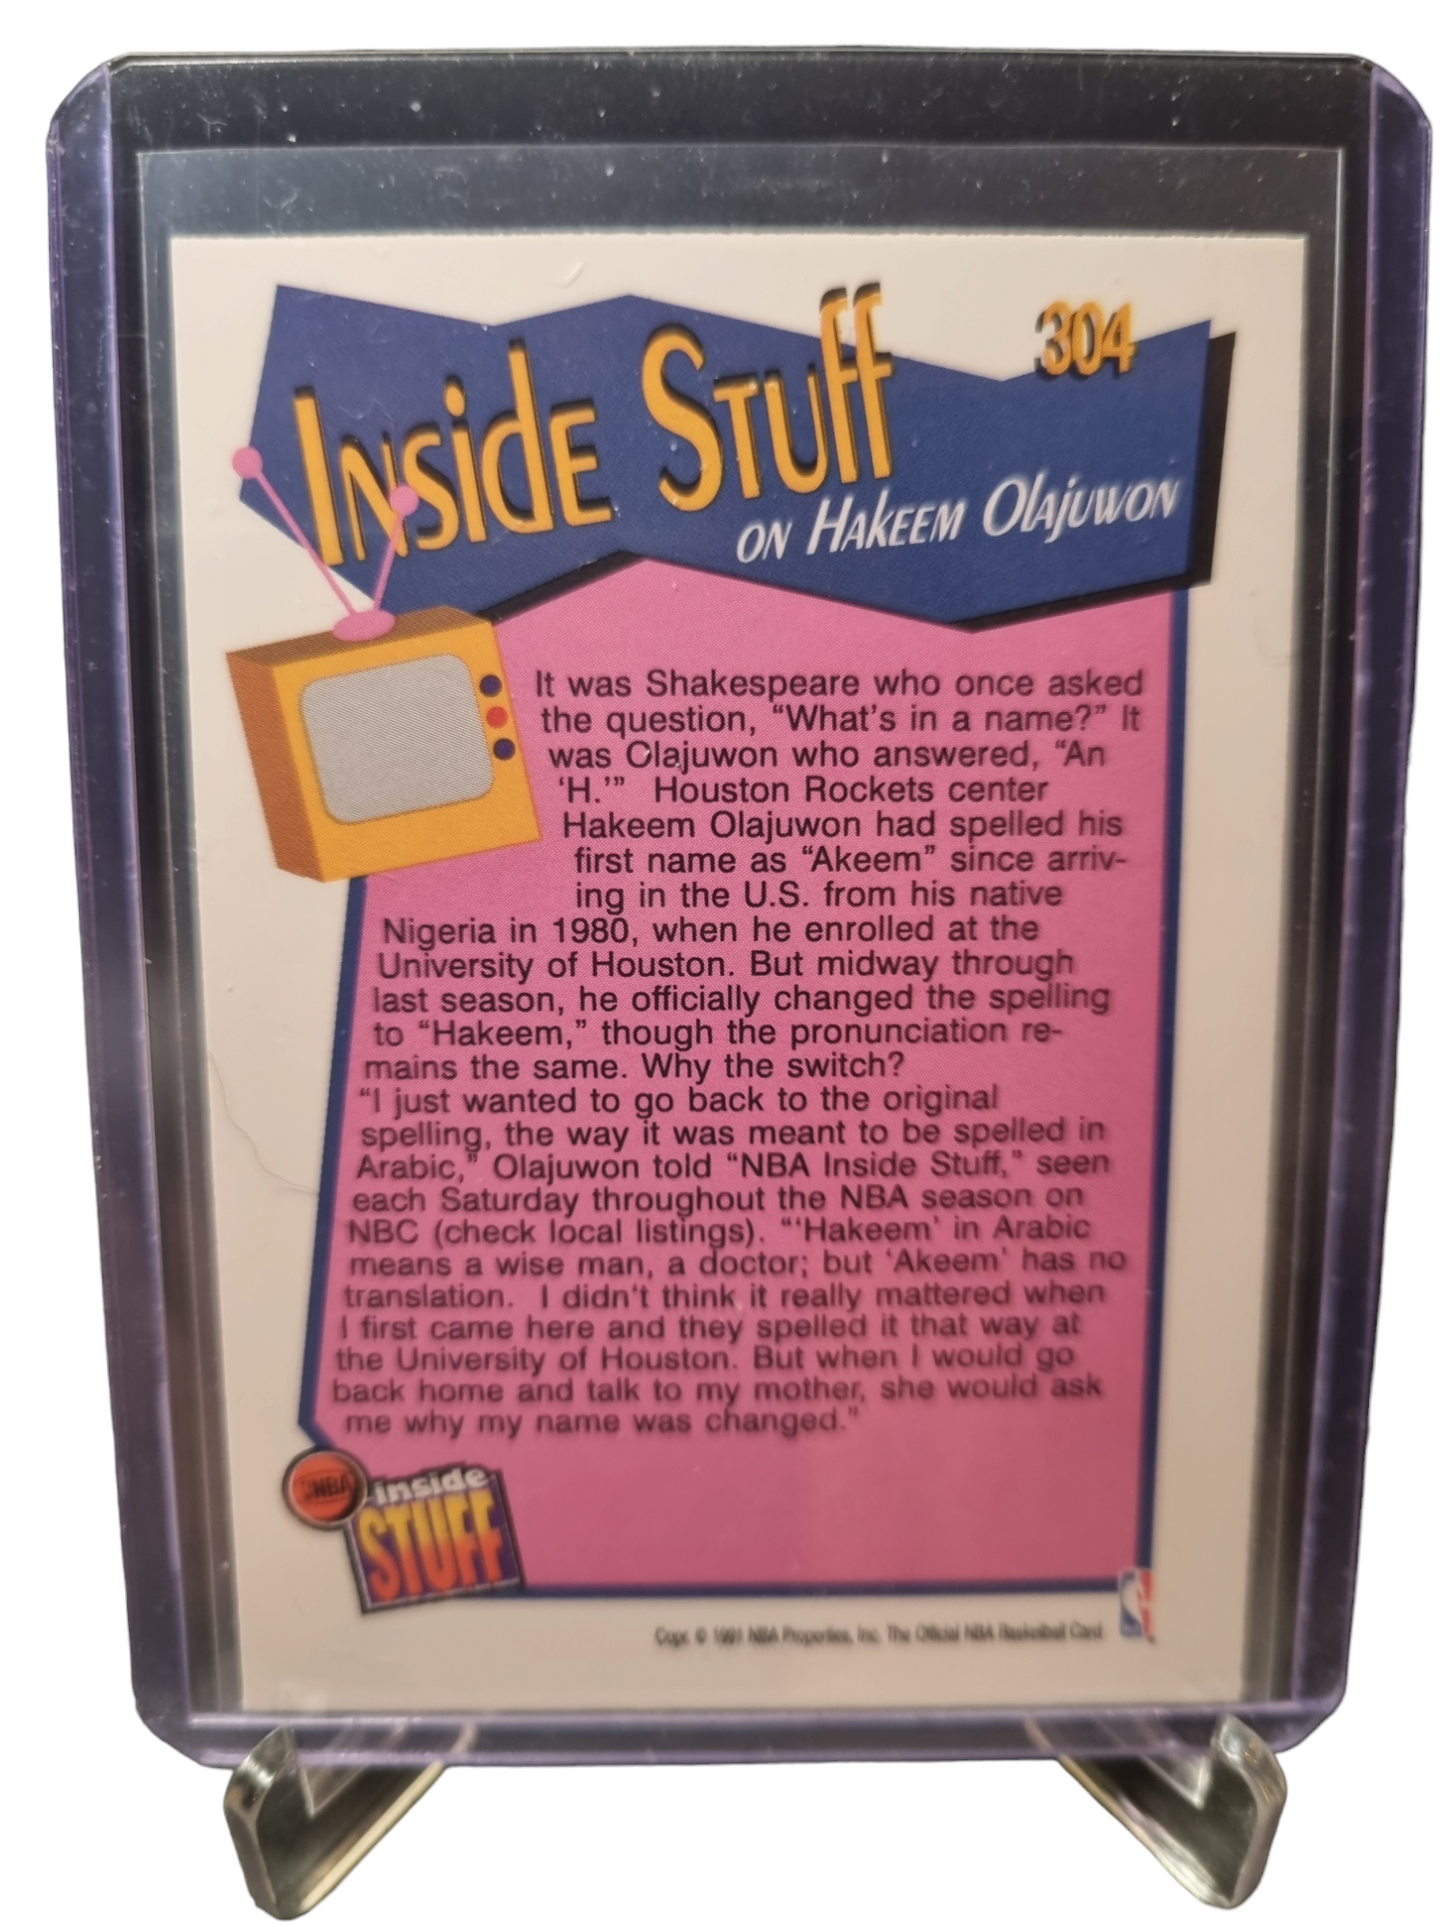 304
INSIDE STUFF
ON HAKEEM OLAJUWON
It was Shakespeare who once asked
the question, “What’s in a name?” It
was Olajuwon who answered, “An
‘H.’” Houston Rockets center
Hakeem Olajuwon had spelled his
first name as “Akeem” since arriv-
ing in the U.S. from his native
Nigeria in 1980, when he enrolled at the
University of Houston. But midway through
last season, he officially changed the spelling
to “Hakeem,” though the pronunciation re-
mains the same. Why the switch?
“I just wanted to go back to the original
spelling, the way it was meant to be spelled in
Arabic,” Olajuwon told “NBA Inside Stuff,” seen
each Saturday throughout the NBA season on
NBC (check local listings). “‘Hakeem’ in Arabic
means a wise man, a doctor; but ‘Akeem’ has no
translation. I didn’t think it really mattered when
I first came here and they spelled it that way at
the University of Houston. But when I would go
back home and talk to my mother, she would ask
me why my name was changed.”
NBA inside
STUFF
Copr. © 1991 NBA Properties, Inc. The Official NBA Basketball Card